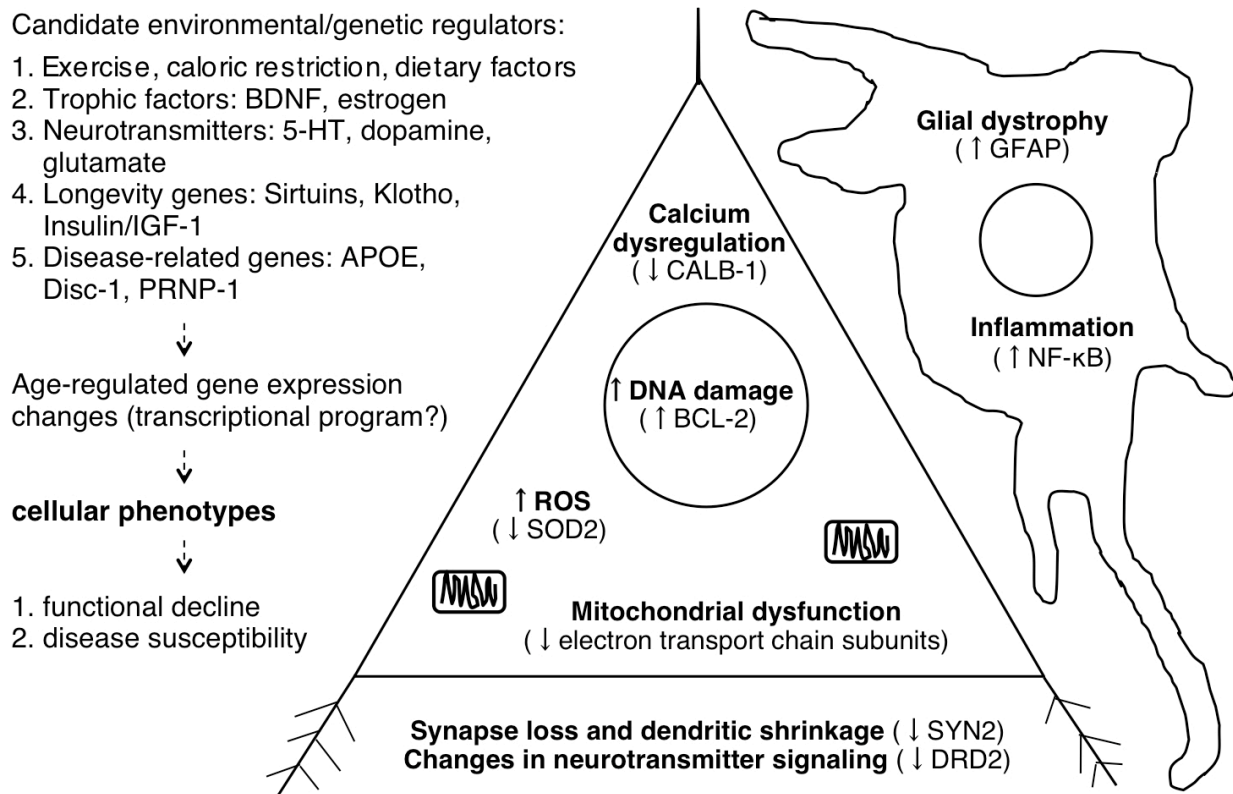 Candidate environmental/genetic regulators:
1. Exercise, caloric restriction, dietary factors
2. Trophic factors: BDNF, estrogen
3. Neurotransmitters: 5-HT, dopamine,
glutamate
4. Longevity genes: Sirtuins, Klotho,
Insulin/IGF-1
5. Disease-related genes: APOE,
Disc-1, PRNP-1
Age-regulated gene expression
changes (transcriptional program?)
cellular phenotypes
1. functional decline
2. disease susceptibility
Calcium
dysregulation
(↓ CALB-1)
↑ DNA damage
(↑ BCL-2)
↑ ROS
(↓ SOD2)
Mitochondrial dysfunction
(↓ electron transport chain subunits)
Synapse loss and dendritic shrinkage (↓ SYN2)
Changes in neurotransmitter signaling (↓ DRD2)
Glial dystrophy
(↑ GFAP)
Inflammation
(↑ NF-κB)